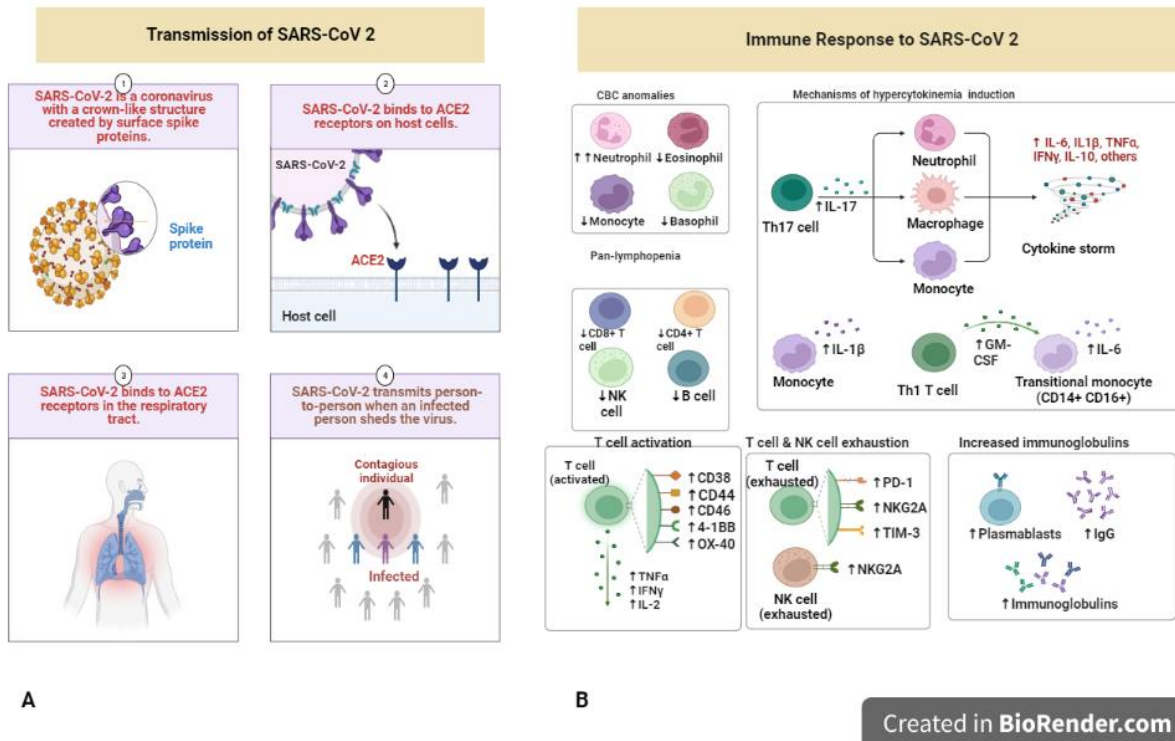 Transmission of SARS-CoV 2
1
SARS-CoV-2 is a coronavirus
with a crown-like structure
created by surface spike
proteins.
Spike
protein
2
SARS-CoV-2 binds to ACE2
receptors on host cells.
SARS-CoV-2
ACE2
Host cell
3
SARS-CoV-2 binds to ACE2
receptors in the respiratory
tract.
4
SARS-CoV-2 transmits person-
to-person when an infected
person sheds the virus.
Contagious
individual
Infected
A
Immune Response to SARS-CoV 2
CBC anomalies
↑↑Neutrophil ↓Eosinophil
↓Monocyte ↓Basophil
Pan-lymphopenia
↓CD8+ T
cell
↓CD4+ T
cell
↓NK
cell
↓B cell
Mechanisms of hypercytokinemia induction
Th17 cell
↑IL-17
Neutrophil
Macrophage
Monocyte
↑ IL-6, IL1β, TNFα,
IFNγ, IL-10, others
Cytokine storm
Monocyte
↑IL-1β
Th1 T cell
↑GM-
CSF
↑IL-6
Transitional monocyte
(CD14+ CD16+)
T cell activation
T cell
(activated)
↑CD38
↑CD44
↑CD46
↑4-1BB
↑OX-40
↑TNFα
↑IFNγ
↑IL-2
T cell & NK cell exhaustion
T cell
(exhausted)
↑PD-1
↑NKG2A
↑TIM-3
↑NKG2A
NK cell
(exhausted)
Increased immunoglobulins
↑Plasmablasts
↑IgG
↑Immunoglobulins
B
Created in BioRender.com